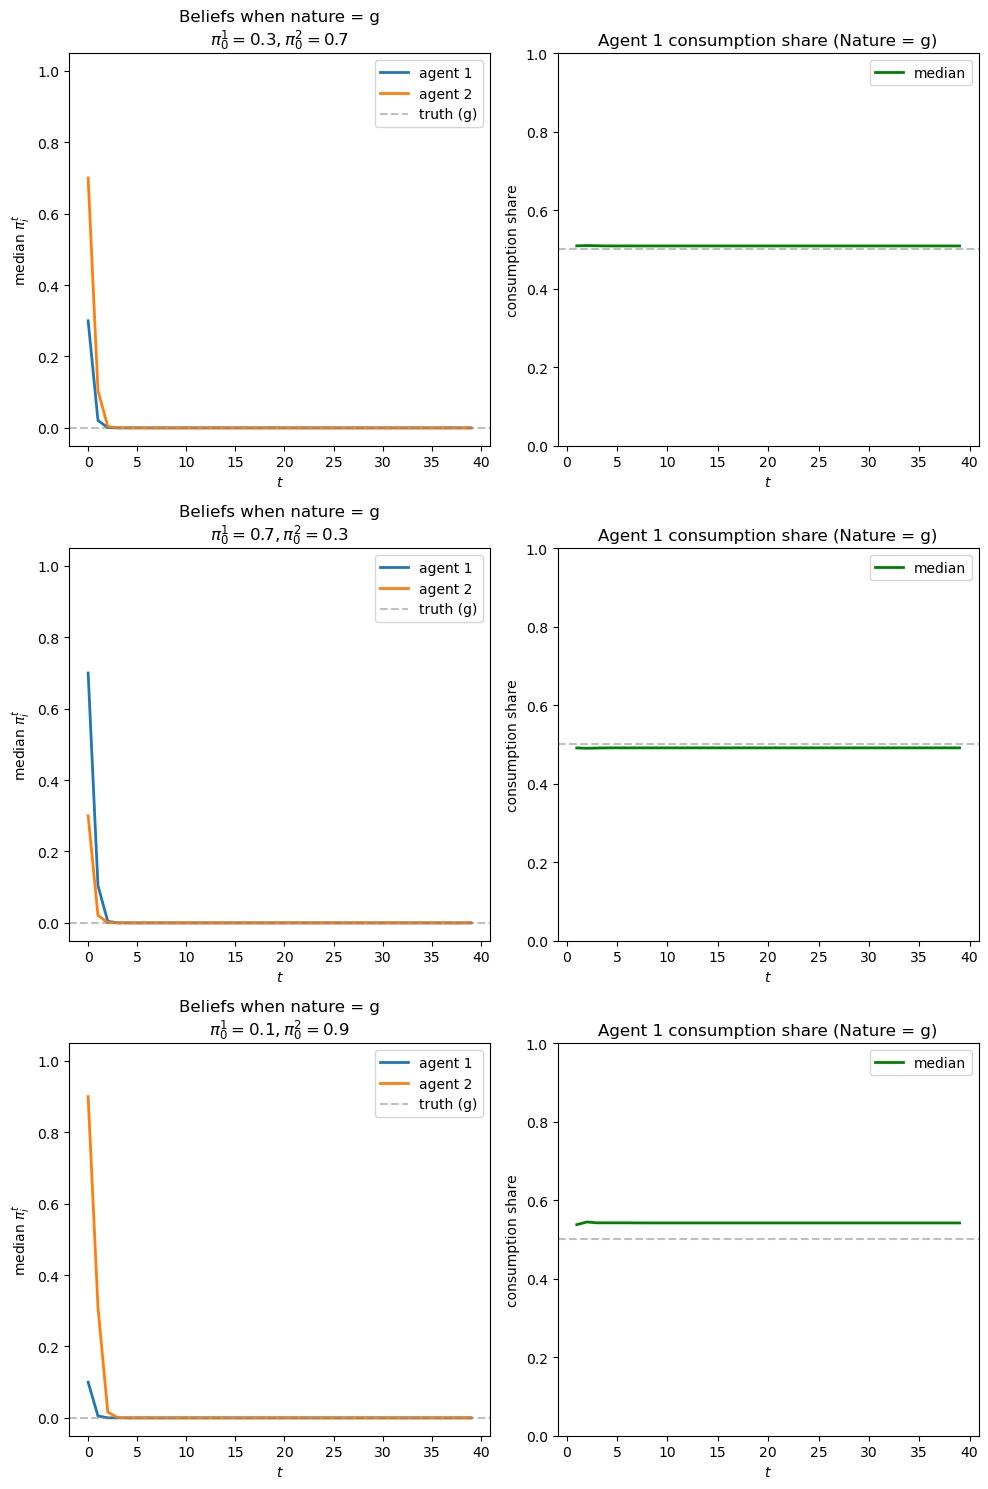 Beliefs when nature = g
π₀¹ = 0.3, π₀² = 0.7
median πᵢᵗ
1.0
0.8
0.6
0.4
0.2
0.0
agent 1
agent 2
truth (g)
0 5 10 15 20 25 30 35 40
t
Agent 1 consumption share (Nature = g)
consumption share
1.0
0.8
0.6
0.4
0.2
0.0
median
0 5 10 15 20 25 30 35 40
t
Beliefs when nature = g
π₀¹ = 0.7, π₀² = 0.3
median πᵢᵗ
1.0
0.8
0.6
0.4
0.2
0.0
agent 1
agent 2
truth (g)
0 5 10 15 20 25 30 35 40
t
Agent 1 consumption share (Nature = g)
consumption share
1.0
0.8
0.6
0.4
0.2
0.0
median
0 5 10 15 20 25 30 35 40
t
Beliefs when nature = g
π₀¹ = 0.1, π₀² = 0.9
median πᵢᵗ
1.0
0.8
0.6
0.4
0.2
0.0
agent 1
agent 2
truth (g)
0 5 10 15 20 25 30 35 40
t
Agent 1 consumption share (Nature = g)
consumption share
1.0
0.8
0.6
0.4
0.2
0.0
median
0 5 10 15 20 25 30 35 40
t